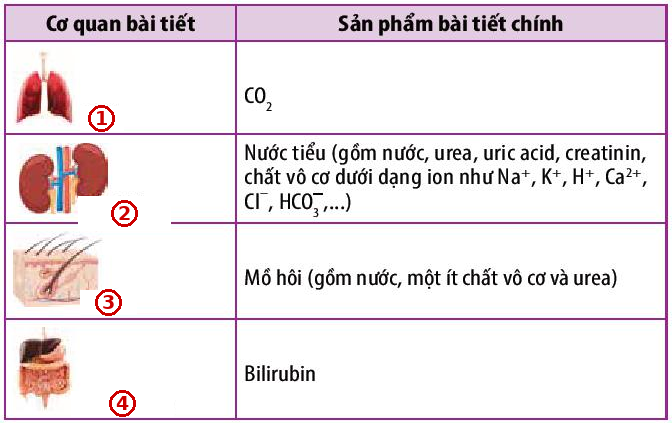 Cơ quan bài tiết
Sản phẩm bài tiết chính
①
CO₂
②
Nước tiểu (gồm nước, urea, uric acid, creatinin,
chất vô cơ dưới dạng ion như Na⁺, K⁺, H⁺, Ca²⁺,
Cl⁻, HCO₃⁻,...)
③
Mồ hôi (gồm nước, một ít chất vô cơ và urea)
④
Bilirubin